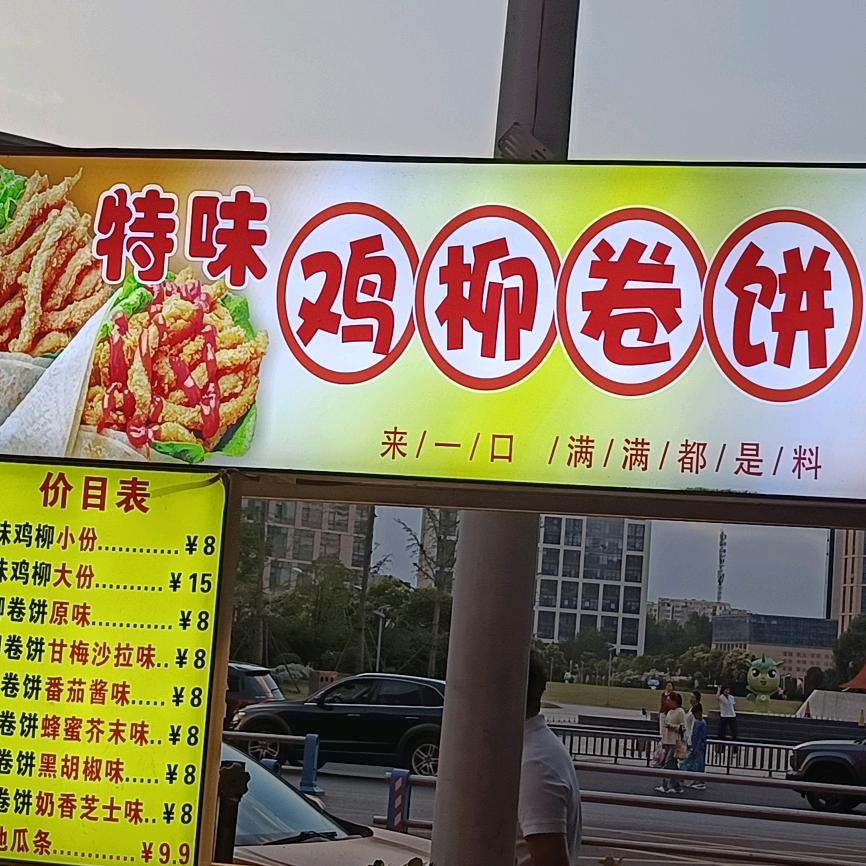 特味
鸡柳卷饼
来/一/口 /满/满/都/是/料
价目表
味鸡柳小份............¥8
味鸡柳大份..........¥15
卷饼原味............¥8
卷饼甘梅沙拉味..¥8
卷饼番茄酱味.....¥8
卷饼蜂蜜芥末味..¥8
卷饼黑胡椒味.....¥8
卷饼奶香芝士味..¥8
地瓜条............¥9.9